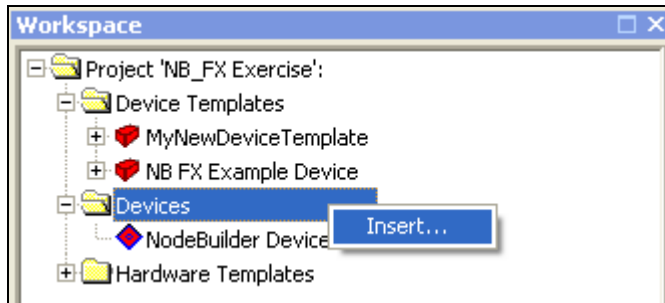 Workspace
Project 'NB_FX Exercise':
Device Templates
MyNewDeviceTemplate
NB FX Example Device
Devices
Insert...
NodeBuilder Device
Hardware Templates